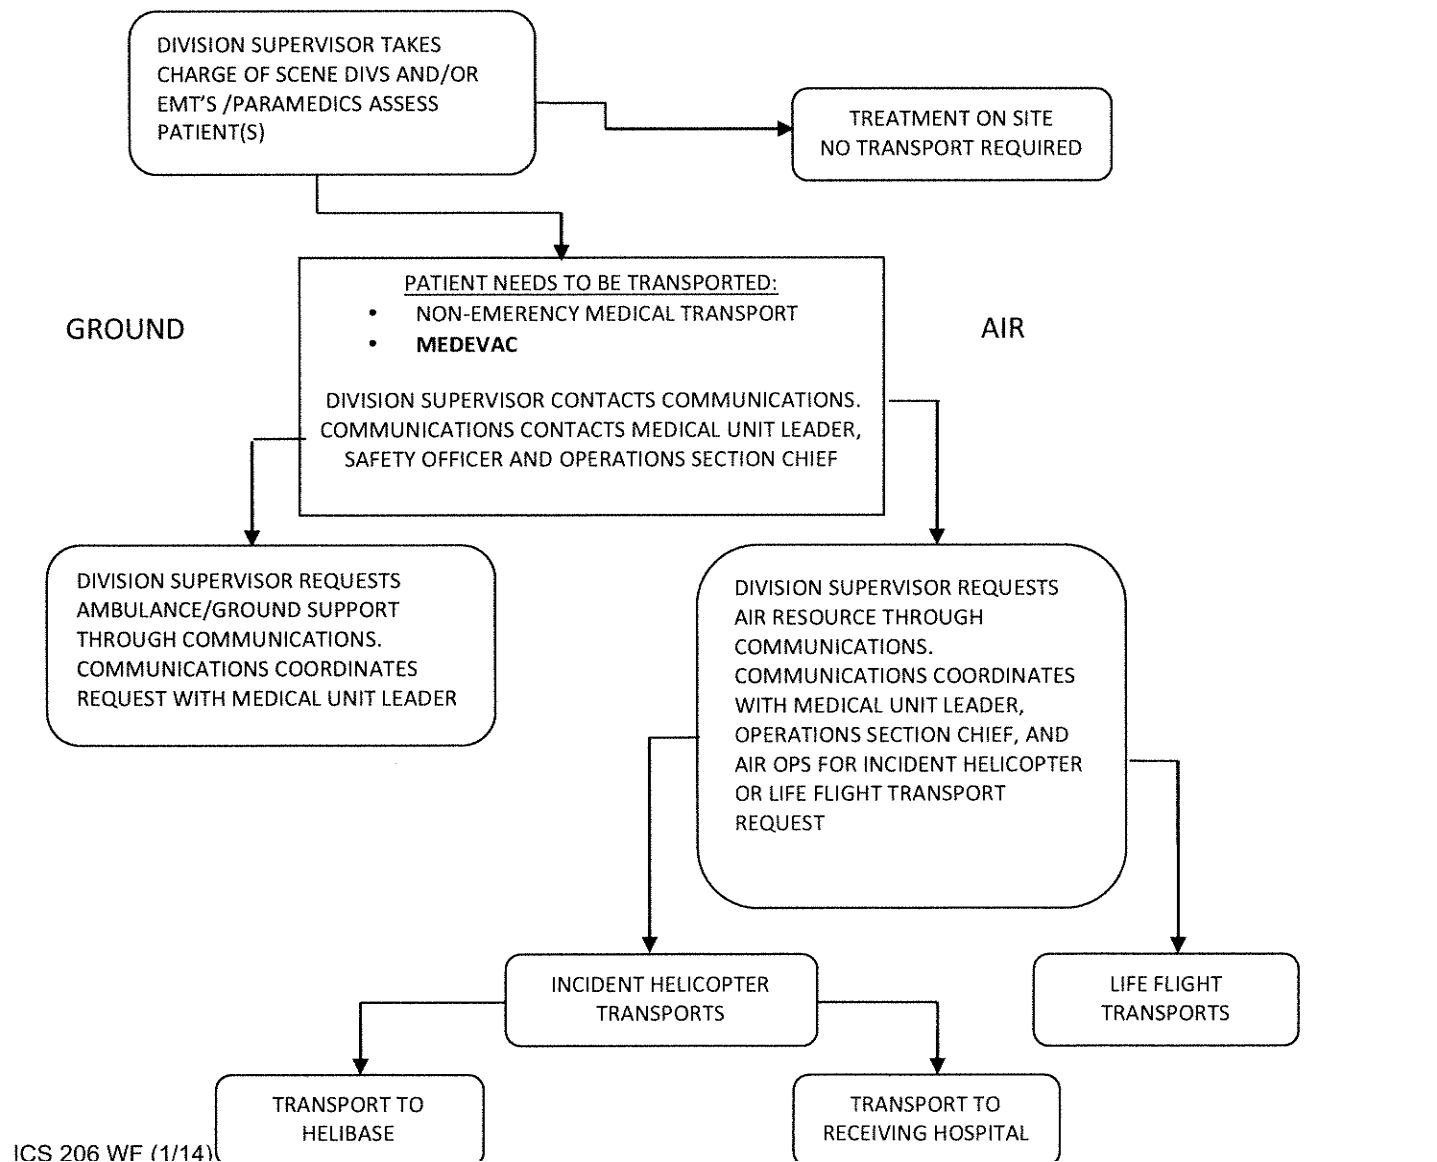 DIVISION SUPERVISOR TAKES
CHARGE OF SCENE DIVS AND/OR
EMT'S /PARAMEDICS ASSESS
PATIENT(S)
TREATMENT ON SITE
NO TRANSPORT REQUIRED
PATIENT NEEDS TO BE TRANSPORTED:
• NON-EMERENCY MEDICAL TRANSPORT
• MEDEVAC
GROUND
AIR
DIVISION SUPERVISOR CONTACTS COMMUNICATIONS.
COMMUNICATIONS CONTACTS MEDICAL UNIT LEADER,
SAFETY OFFICER AND OPERATIONS SECTION CHIEF
DIVISION SUPERVISOR REQUESTS
AMBULANCE/GROUND SUPPORT
THROUGH COMMUNICATIONS.
COMMUNICATIONS COORDINATES
REQUEST WITH MEDICAL UNIT LEADER
DIVISION SUPERVISOR REQUESTS
AIR RESOURCE THROUGH
COMMUNICATIONS.
COMMUNICATIONS COORDINATES
WITH MEDICAL UNIT LEADER,
OPERATIONS SECTION CHIEF, AND
AIR OPS FOR INCIDENT HELICOPTER
OR LIFE FLIGHT TRANSPORT
REQUEST
INCIDENT HELICOPTER
TRANSPORTS
LIFE FLIGHT
TRANSPORTS
TRANSPORT TO
HELIBASE
TRANSPORT TO
RECEIVING HOSPITAL
ICS 206 WF (1/14)